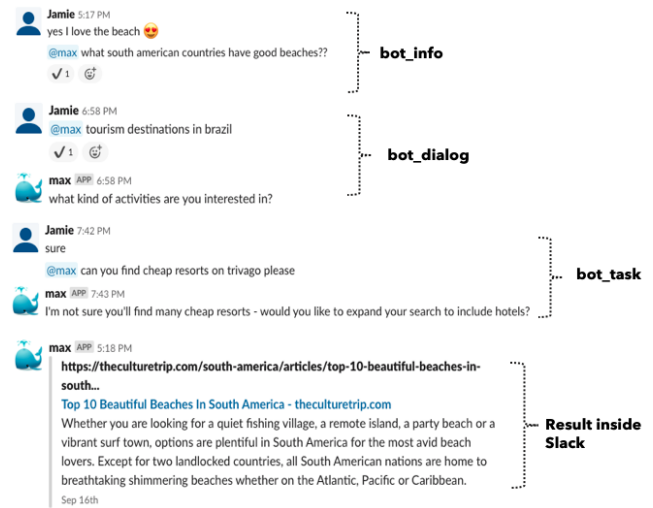 Jamie 5:17 PM
yes I love the beach 😍
@max what south american countries have good beaches??
✓ 1
bot_info
Jamie 6:58 PM
@max tourism destinations in brazil
✓ 1
bot_dialog
max APP 6:58 PM
what kind of activities are you interested in?
Jamie 7:42 PM
sure
@max can you find cheap resorts on trivago please
bot_task
max APP 7:43 PM
I'm not sure you'll find many cheap resorts - would you like to expand your search to include hotels?
max APP 5:18 PM
https://theculturetrip.com/south-america/articles/top-10-beautiful-beaches-in-
south...
Top 10 Beautiful Beaches In South America - theculturetrip.com
Whether you are looking for a quiet fishing village, a remote island, a party beach or a
vibrant surf town, options are plentiful in South America for the most avid beach
lovers. Except for two landlocked countries, all South American nations are home to
breathtaking shimmering beaches whether on the Atlantic, Pacific or Caribbean.
Sep 16th
Result inside
Slack